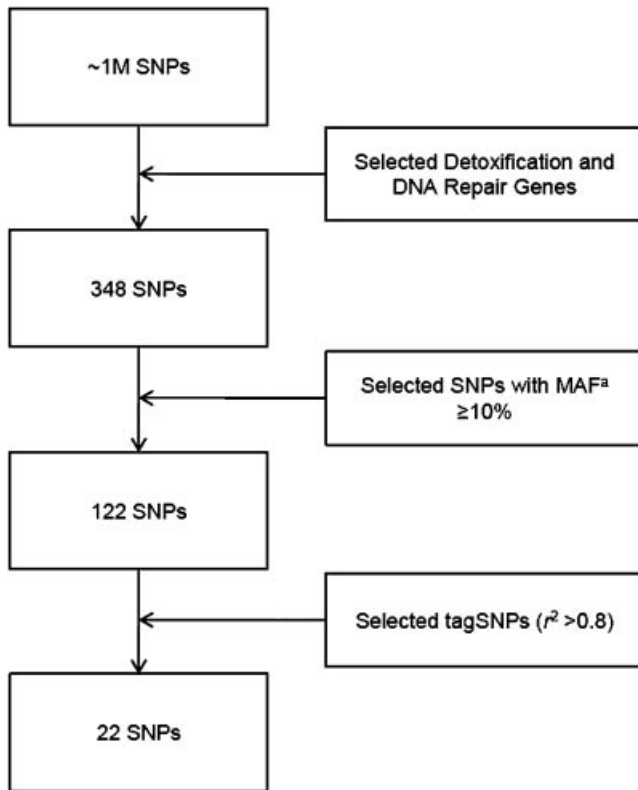 ~1M SNPs
Selected Detoxification and
DNA Repair Genes
348 SNPs
Selected SNPs with MAFᵃ
≥10%
122 SNPs
Selected tagSNPs (r² >0.8)
22 SNPs